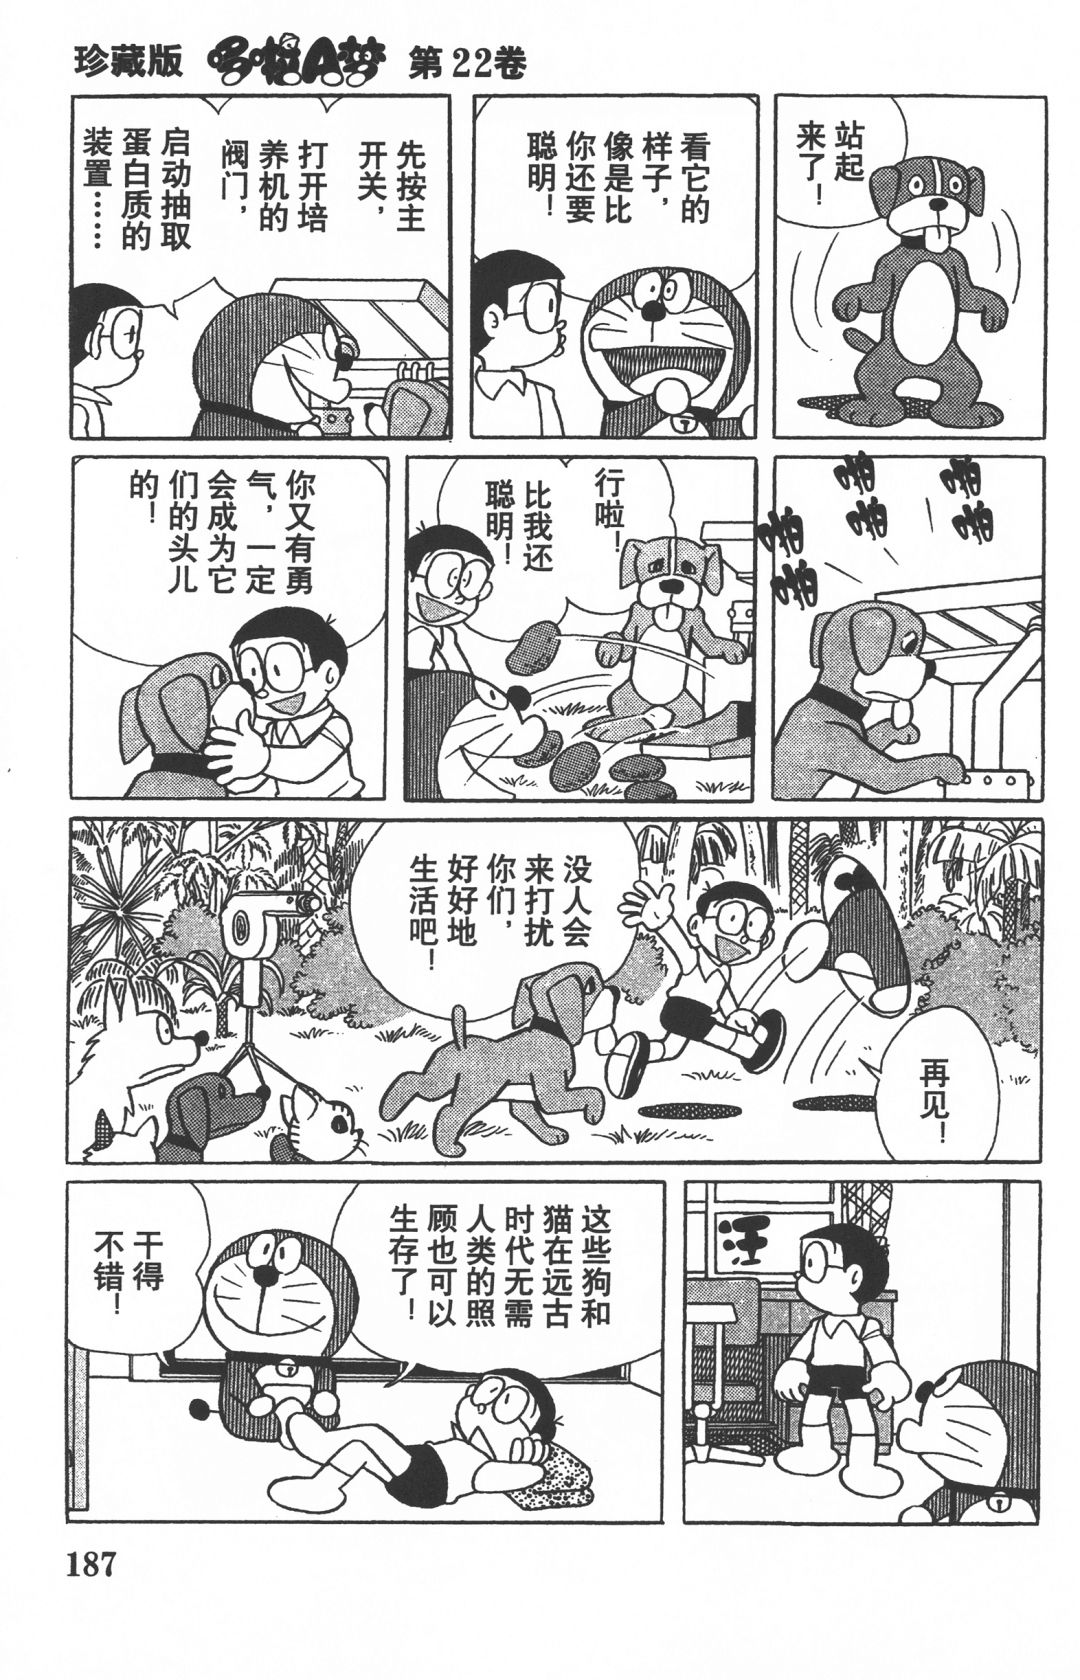 珍藏版 哆啦A梦 第22卷
站起
来了！
看它的
样子，
像是比
你还要
聪明！
先按主
开关，
打开培
养机的
阀门，
启动抽取
蛋白质的
装置……
啪啪
啪啪
啪啪
行啦！
比我还
聪明！
你又有勇
气，一定
会成为它
们的头儿
的！
没人会
来打扰
你们，
好好地
生活吧！
再见！
汪
这些狗和
猫在远古
时代无需
人类的照
顾也可以
生存了！
干得
不错！
187